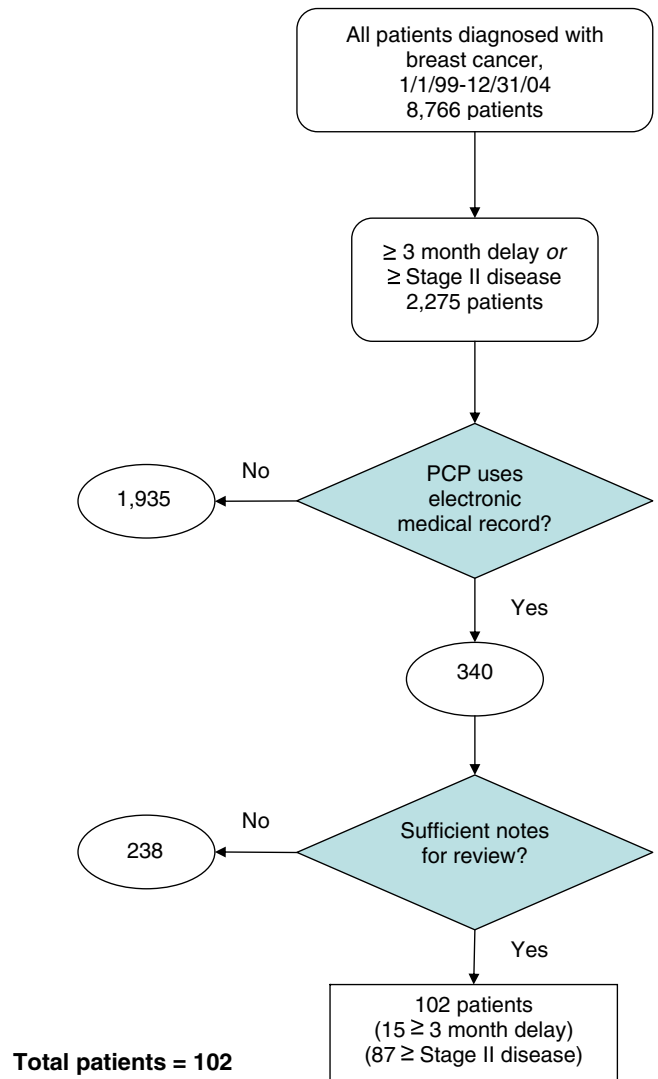 All patients diagnosed with
breast cancer,
1/1/99-12/31/04
8,766 patients
≥ 3 month delay or
≥ Stage II disease
2,275 patients
PCP uses
electronic
medical record?
No
1,935
Yes
340
Sufficient notes
for review?
No
238
Yes
102 patients
(15 ≥ 3 month delay)
(87 ≥ Stage II disease)
Total patients = 102